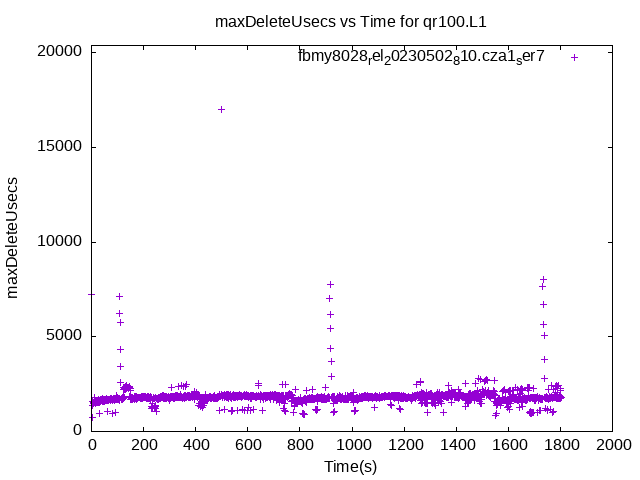 maxDeleteUsecs vs Time for qr100.L1
fbmy8028rel20230502810.cza1ser7
20000
15000
10000
5000
0
maxDeleteUsecs
0 200 400 600 800 1000 1200 1400 1600 1800 2000
Time(s)